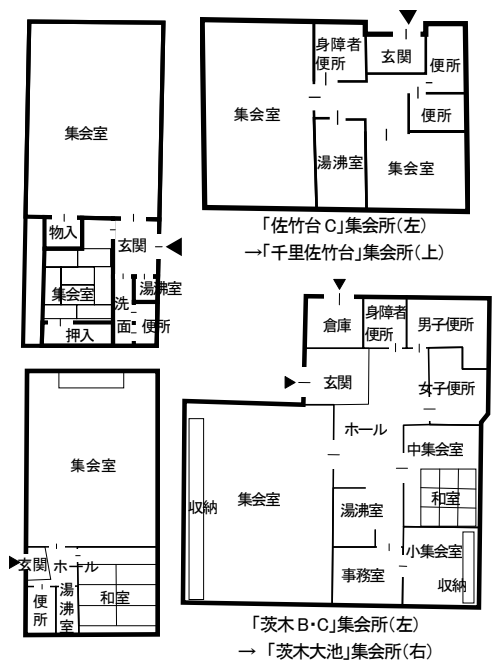 集会室
物入
玄関
集会室
湯沸室
洗
面
便所
押入
身障者
便所
玄関
便所
集会室
便所
湯沸室
集会室
「佐竹台C」集会所(左)
→「千里佐竹台」集会所(上)
集会室
玄関
ホール
便
所
湯
沸
室
和室
倉庫
身障者
便所
男子便所
玄関
女子便所
ホール
中集会室
収納
集会室
和室
湯沸室
小集会室
事務室
収納
「茨木B・C」集会所(左)
→ 「茨木大池」集会所(右)